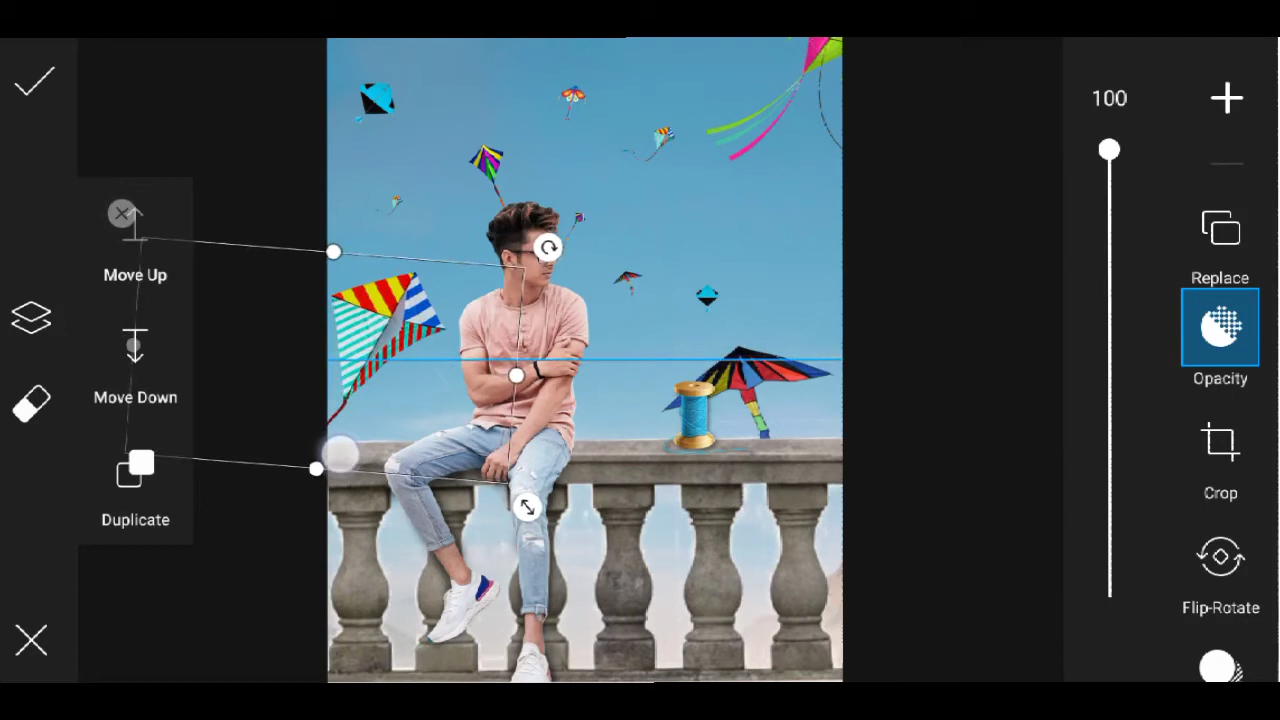 100
Move Up
Move Down
Duplicate
Replace
Opacity
Crop
Flip-Rotate